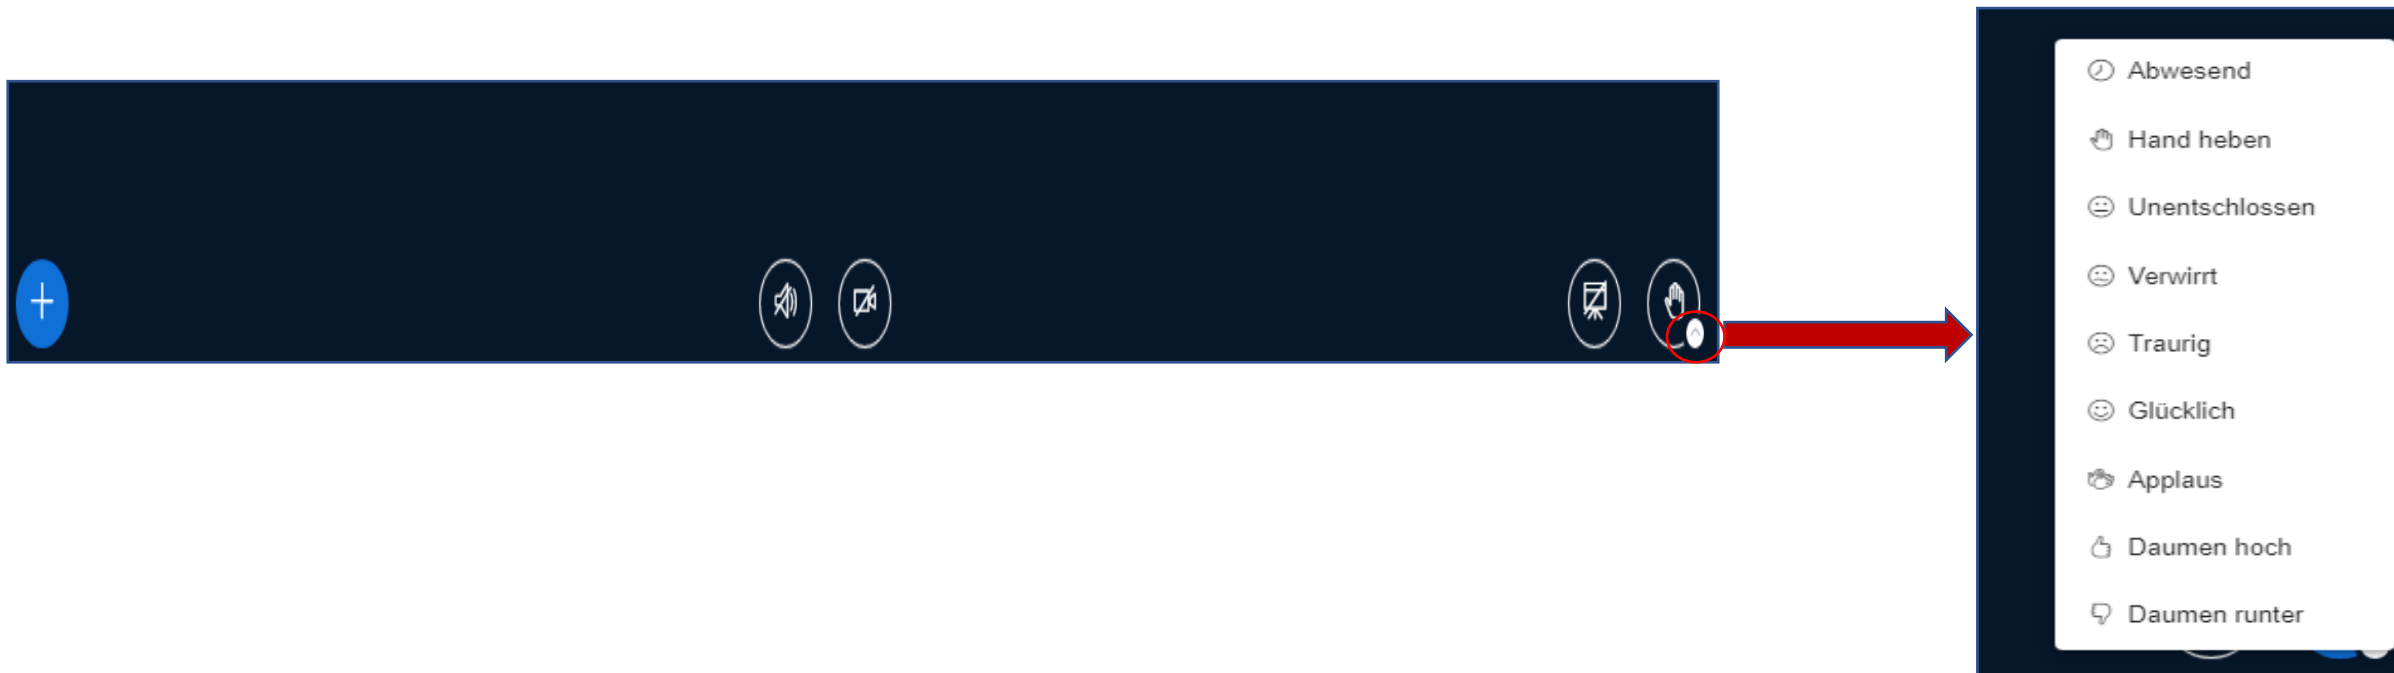 Abwesend
Hand heben
Unentschlossen
Verwirrt
Traurig
Glücklich
Applaus
Daumen hoch
Daumen runter